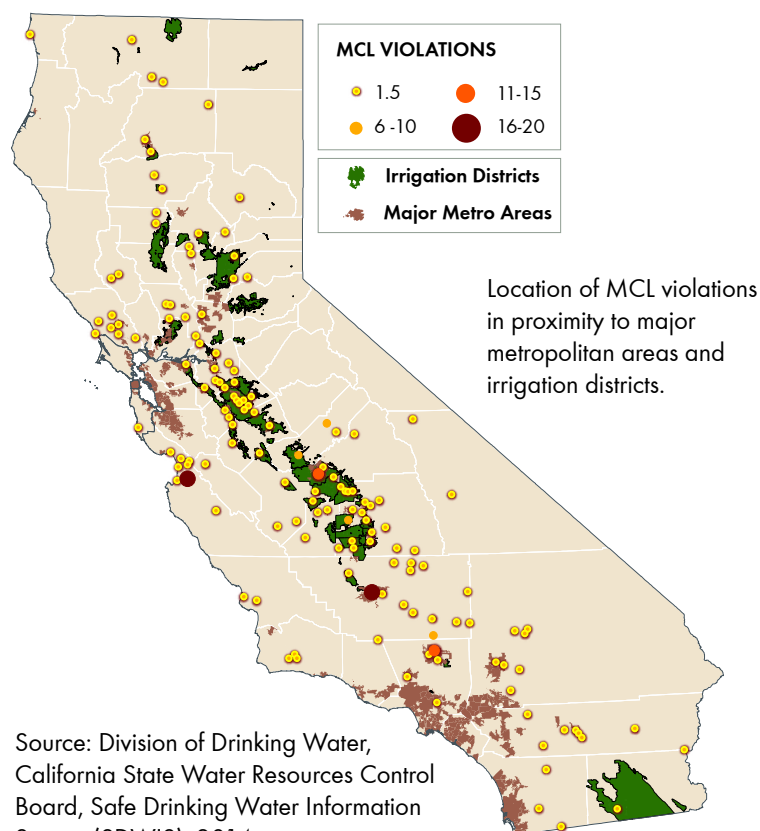 MCL VIOLATIONS
1.5 11-15
6 -10 16-20
Irrigation Districts
Major Metro Areas
Location of MCL violations
in proximity to major
metropolitan areas and
irrigation districts.
Source: Division of Drinking Water,
California State Water Resources Control
Board, Safe Drinking Water Information